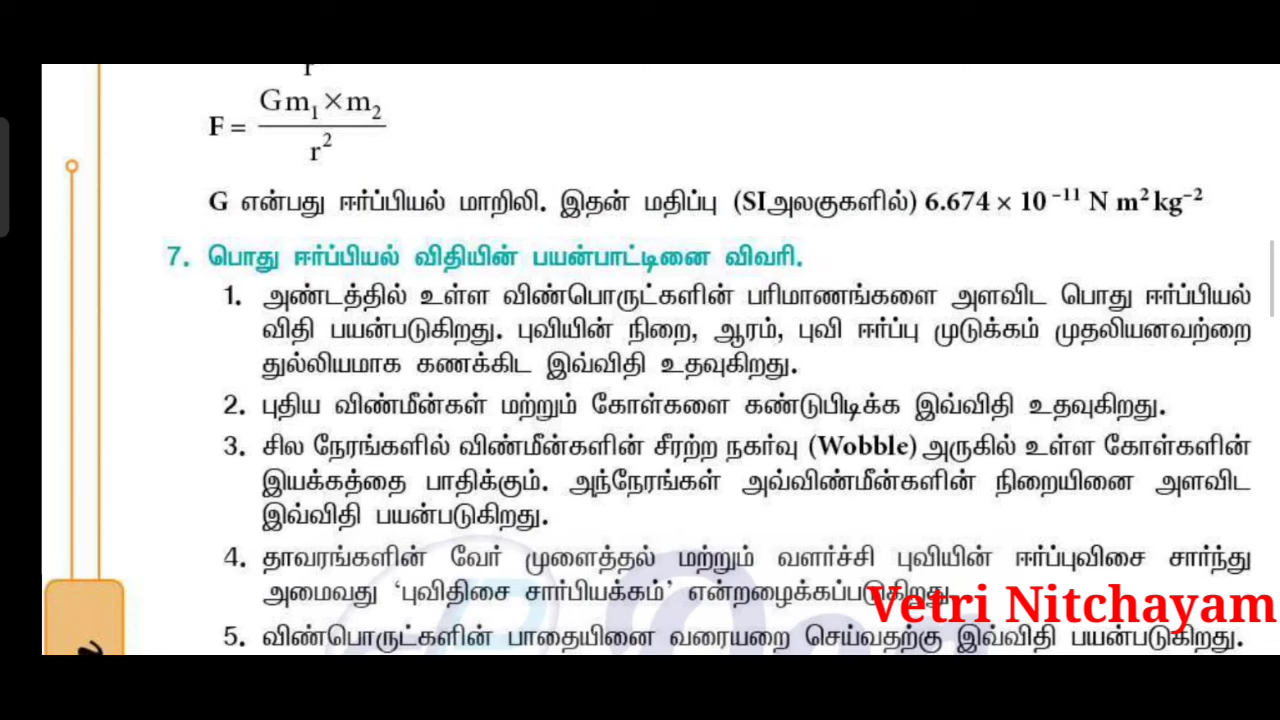 r
F = Gm₁ × m₂
r²
G என்பது ஈர்ப்பியல் மாறிலி. இதன் மதிப்பு (SIஅலகுகளில்) 6.674 × 10⁻¹¹ N m² kg⁻²
7. பொது ஈர்ப்பியல் விதியின் பயன்பாட்டினை விவரி.
1. அண்டத்தில் உள்ள விண்பொருட்களின் பரிமாணங்களை அளவிட பொது ஈர்ப்பியல்
விதி பயன்படுகிறது. புவியின் நிறை, ஆரம், புவி ஈர்ப்பு முடுக்கம் முதலியனவற்றை
துல்லியமாக கணக்கிட இவ்விதி உதவுகிறது.
2. புதிய விண்மீன்கள் மற்றும் கோள்களை கண்டுபிடிக்க இவ்விதி உதவுகிறது.
3. சில நேரங்களில் விண்மீன்களின் சீரற்ற நகர்வு (Wobble) அருகில் உள்ள கோள்களின்
இயக்கத்தை பாதிக்கும். அந்நேரங்கள் அவ்விண்மீன்களின் நிறையினை அளவிட
இவ்விதி பயன்படுகிறது.
4. தாவரங்களின் வேர் முளைத்தல் மற்றும் வளர்ச்சி புவியின் ஈர்ப்புவிசை சார்ந்து
அமைவது ‘புவிதிசை சார்பியக்கம்’ என்றழைக்கப்படுகிறது.
Vetri Nitchayam
5. விண்பொருட்களின் பாதையினை வரையறை செய்வதற்கு இவ்விதி பயன்படுகிறது.